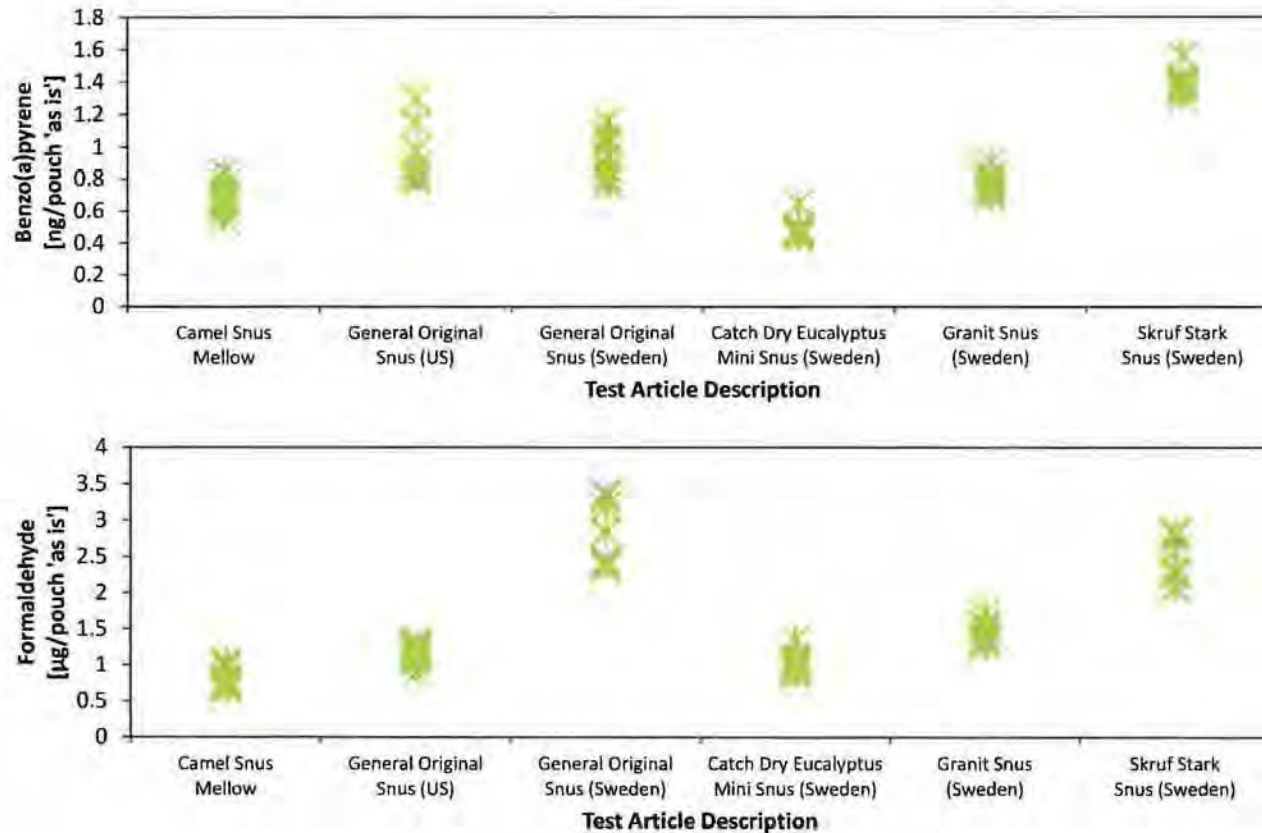 Benzo(a)pyrene
[ng/pouch 'as is']
1.8
1.6
1.4
1.2
1
0.8
0.6
0.4
0.2
0
Camel Snus
Mellow
General Original
Snus (US)
General Original
Snus (Sweden)
Catch Dry Eucalyptus
Mini Snus (Sweden)
Granit Snus
(Sweden)
Skruf Stark
Snus (Sweden)
Test Article Description
Formaldehyde
[µg/pouch 'as is']
4
3.5
3
2.5
2
1.5
1
0.5
0
Camel Snus
Mellow
General Original
Snus (US)
General Original
Snus (Sweden)
Catch Dry Eucalyptus
Mini Snus (Sweden)
Granit Snus
(Sweden)
Skruf Stark
Snus (Sweden)
Test Article Description